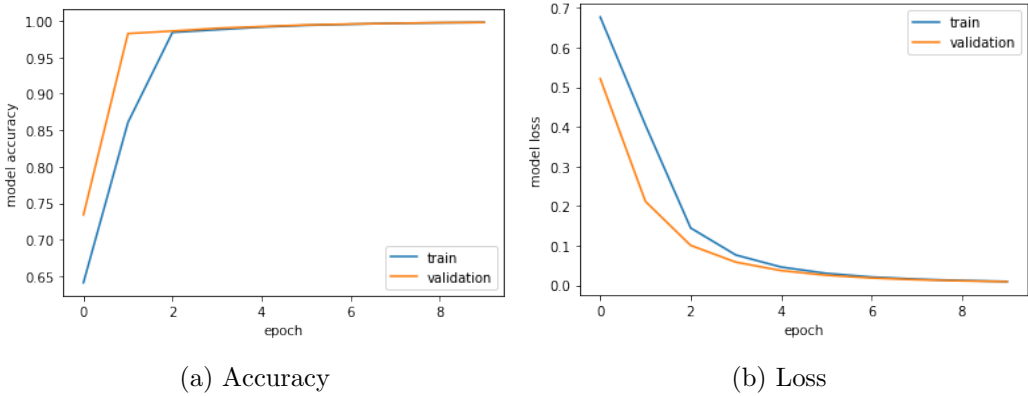 1.00
0.95
0.90
0.85
0.80
0.75
0.70
0.65
model accuracy
train
validation
0 2 4 6 8
epoch
(a) Accuracy
0.7
0.6
0.5
0.4
0.3
0.2
0.1
0.0
model loss
train
validation
0 2 4 6 8
epoch
(b) Loss